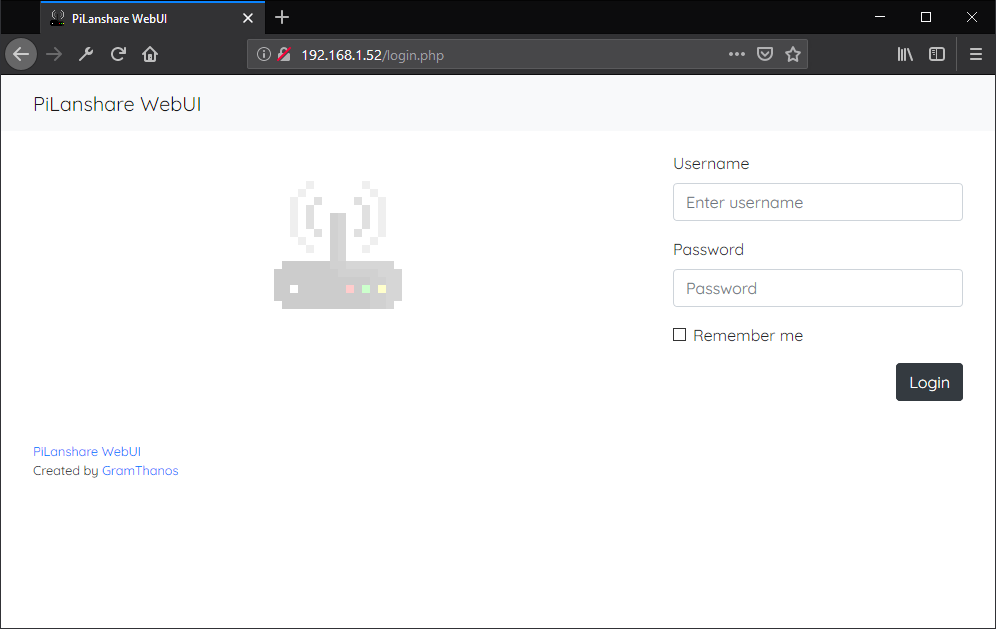 PiLanshare WebUI
192.168.1.52/login.php
PiLanshare WebUI
Username
Enter username
Password
Password
Remember me
Login
PiLanshare WebUI
Created by GramThanos